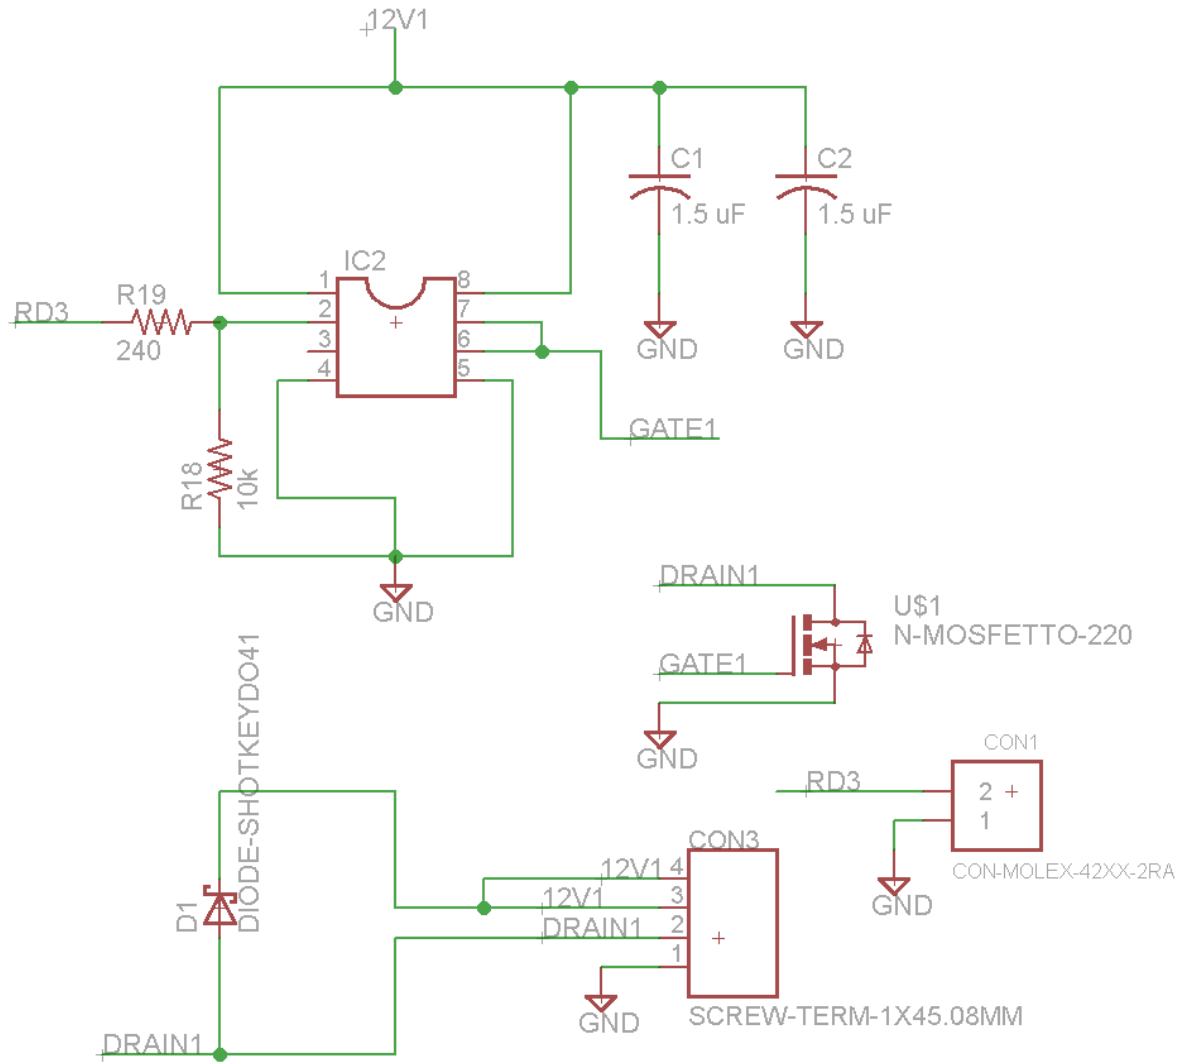 12V1
C1
C2
1.5 uF
1.5 uF
IC2
1
8
R19
RD3
2
7
240
3
6
4
5
GND
GND
GATE1
R18
10k
GND
DRAIN1
U$1
N-MOSFETTO-220
GATE1
GND
CON1
RD3
2
1
CON-MOLEX-42XX-2RA
GND
DIODE-SHOTKEYDO41
D1
CON3
12V1
4
12V1
3
DRAIN1
2
1
GND
SCREW-TERM-1X45.08MM
DRAIN1